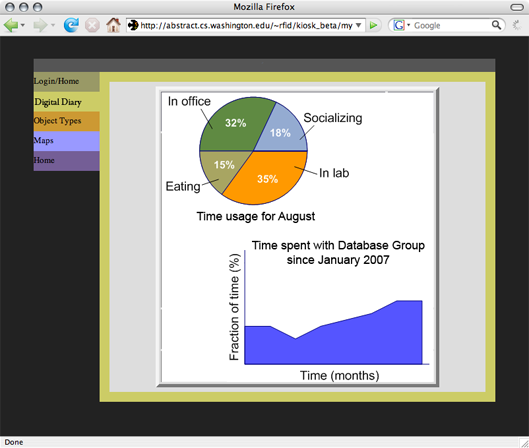 Mozilla Firefox
http://abstract.cs.washington.edu/~rfid/kiosk_beta/my
Google
Login/Home
Digital Diary
Object Types
Maps
Home
In office
32%
18%
Socializing
15%
35%
In lab
Eating
Time usage for August
Time spent with Database Group
since January 2007
Fraction of time (%)
Time (months)
Done